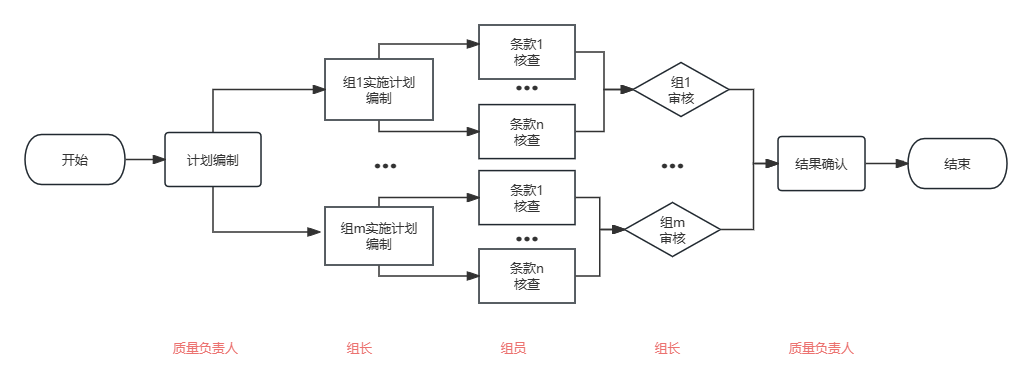 开始
计划编制
组1实施计划
编制
•••
组m实施计划
编制
条款1
核查
•••
条款n
核查
条款1
核查
•••
条款n
核查
组1
审核
•••
组m
审核
结果确认
结束
质量负责人
组长
组员
组长
质量负责人